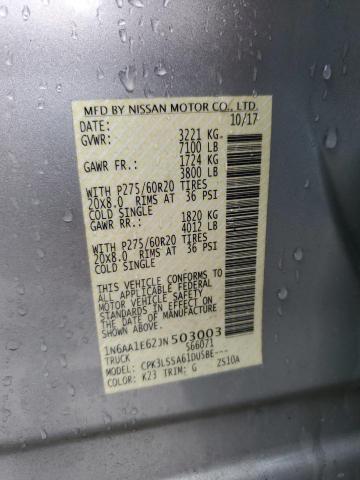 MFD BY NISSAN MOTOR CO., LTD
DATE: 10/17
GVWR: 3221 KG
7100 LB
GAWR FR.: 1724 KG
3800 LB
WITH P275/60R20 TIRES
20X8.0 RIMS AT 36 PSI
COLD SINGLE
GAWR RR.: 1820 KG
4012 LB
WITH P275/60R20 TIRES
20X8.0 RIMS AT 36 PSI
COLD SINGLE
THIS VEHICLE CONFORMS
TO ALL APPLICABLE FEDERAL
MOTOR VEHICLE SAFETY
STANDARDS IN EFFECT ON THE
DATE OF MANUFACTURE SHOWN
ABOVE.
1N6AA1E62JN503003
TRUCK S66071
MODEL: CPK3LSSA61DUSBE---
COLOR: K23 TRIM: G ZS10A